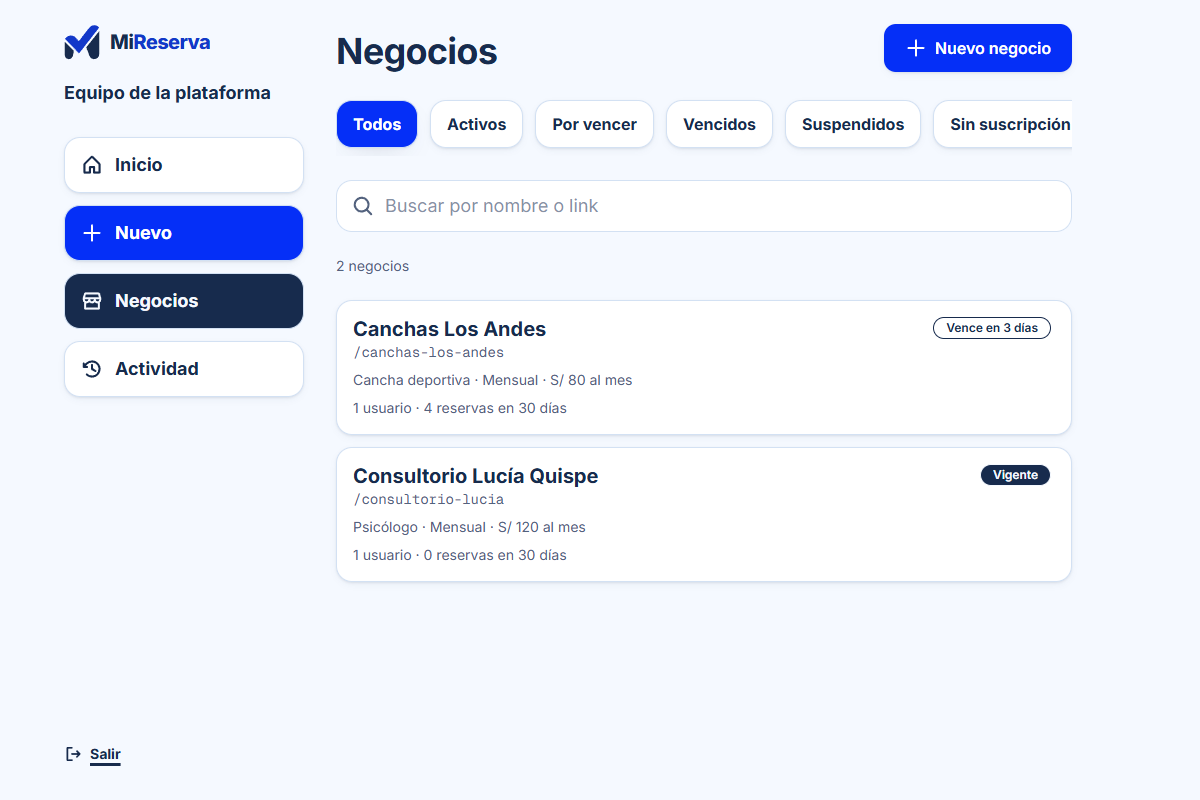 MiReserva
Equipo de la plataforma
Inicio
Nuevo
Negocios
Actividad
Salir
Negocios
Nuevo negocio
Todos
Activos
Por vencer
Vencidos
Suspendidos
Sin suscripción
Buscar por nombre o link
2 negocios
Canchas Los Andes
Vence en 3 días
/canchas-los-andes
Cancha deportiva · Mensual · S/ 80 al mes
1 usuario · 4 reservas en 30 días
Consultorio Lucía Quispe
Vigente
/consultorio-lucia
Psicólogo · Mensual · S/ 120 al mes
1 usuario · 0 reservas en 30 días